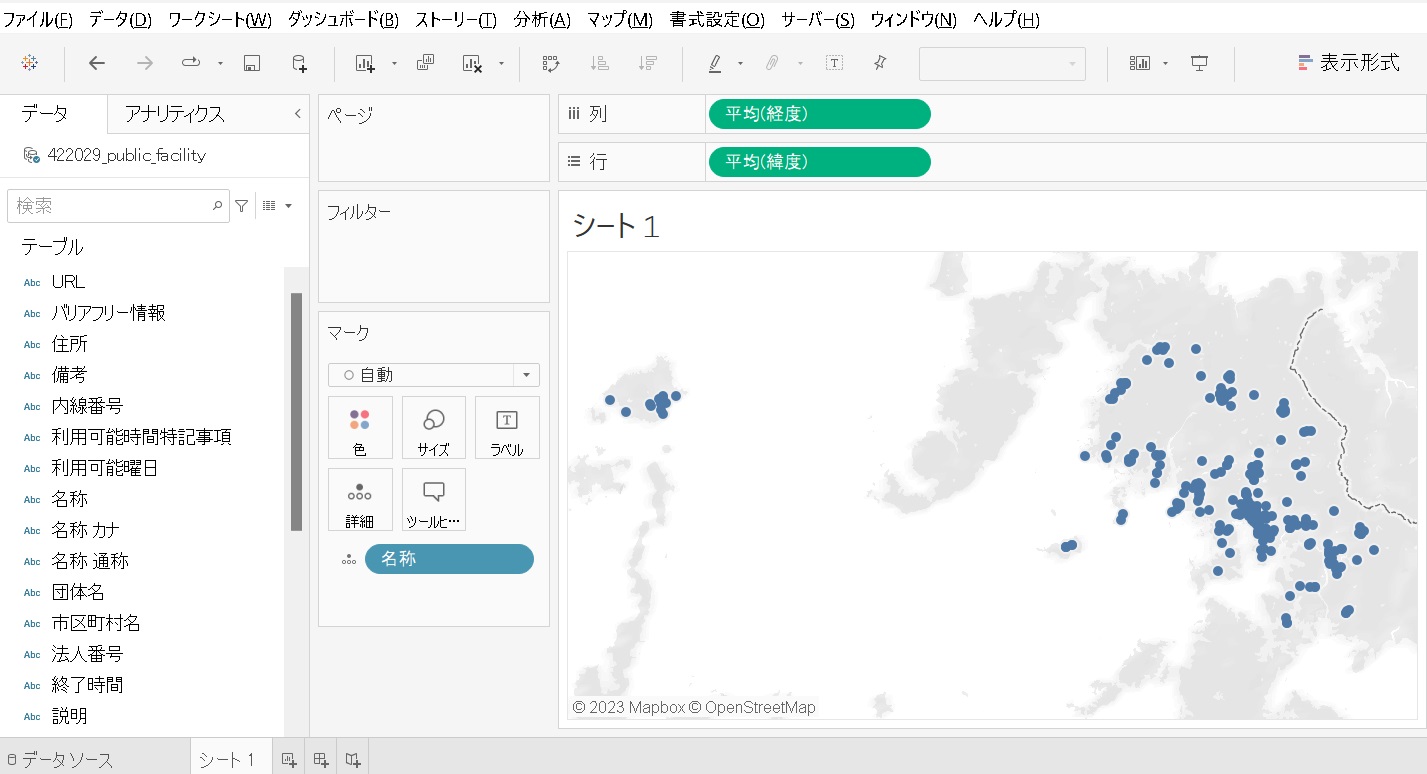 ファイル(F) データ(D) ワークシート(W) ダッシュボード(B) ストーリー(T) 分析(A) マップ(M) 書式設定(O) サーバー(S) ウィンドウ(N) ヘルプ(H)
表示形式
データ
アナリティクス
422029_public_facility
検索
テーブル
Abc URL
Abc バリアフリー情報
Abc 住所
Abc 備考
Abc 内線番号
Abc 利用可能時間特記事項
Abc 利用可能曜日
Abc 名称
Abc 名称 カナ
Abc 名称 通称
Abc 団体名
Abc 市区町村名
Abc 法人番号
Abc 終了時間
Abc 説明
ページ
フィルター
マーク
自動
色
サイズ
T
ラベル
詳細
ツールヒ…
名称
列
平均(経度)
行
平均(緯度)
シート 1
© 2023 Mapbox © OpenStreetMap
データ ソース
シート 1